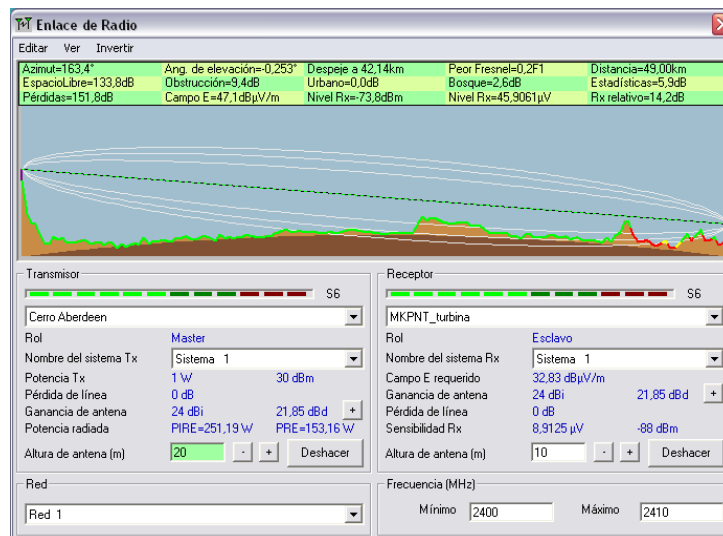 Enlace de Radio
Editar Ver Invertir
Azimut=163,4° Ang. de elevación=-0,253° Despeje a 42,14km Peor Fresnel=0,2F1 Distancia=49,00km
EspacioLibre=133,8dB Obstrucción=9,4dB Urbano=0,0dB Bosque=2,6dB Estadísticas=5,9dB
Pérdidas=151,8dB Campo E=47,1dBµV/m Nivel Rx=-73,8dBm Nivel Rx=45,9061µV Rx relativo=14,2dB
Transmisor
S6
Cerro Aberdeen
Rol Master
Nombre del sistema Tx Sistema 1
Potencia Tx 1 W 30 dBm
Pérdida de línea 0 dB
Ganancia de antena 24 dBi 21,85 dBd +
Potencia radiada PIRE=251,19 W PRE=153,16 W
Altura de antena (m) 20 - + Deshacer
Red
Red 1
Receptor
S6
MKPNT_turbina
Rol Esclavo
Nombre del sistema Rx Sistema 1
Campo E requerido 32,83 dBµV/m
Ganancia de antena 24 dBi 21,85 dBd +
Pérdida de línea 0 dB
Sensibilidad Rx 8,9125 µV -88 dBm
Altura de antena (m) 10 - + Deshacer
Frecuencia (MHz)
Mínimo 2400 Máximo 2410